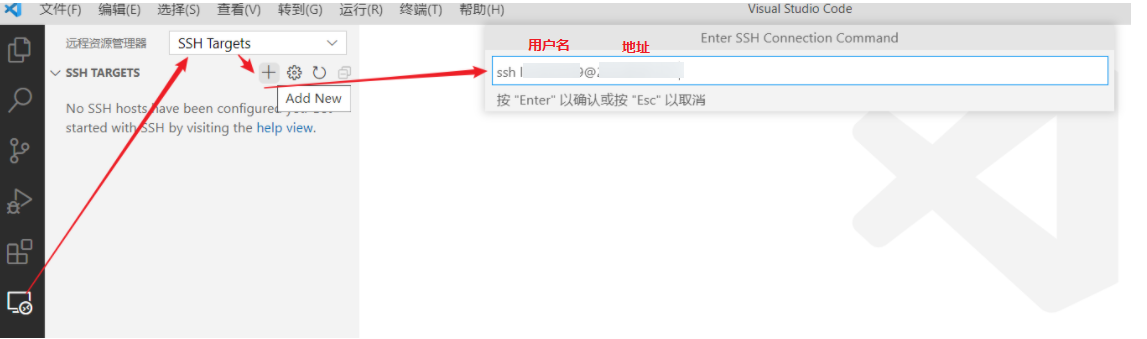 文件(F) 编辑(E) 选择(S) 查看(V) 转到(G) 运行(R) 终端(T) 帮助(H) Visual Studio Code
远程资源管理器 SSH Targets
SSH TARGETS
Add New
No SSH hosts have been configured
started with SSH by visiting the help view.
Enter SSH Connection Command
用户名 地址
ssh 9@2
按 "Enter" 以确认或按 "Esc" 以取消